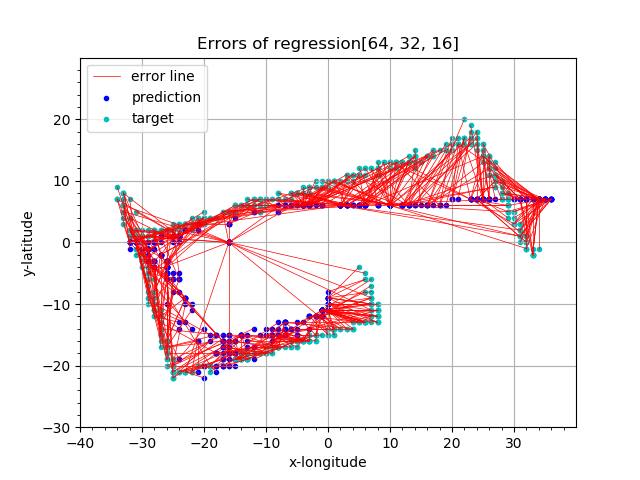 Errors of regression[64, 32, 16]
error line
prediction
target
20
10
0
−10
−20
−30
y-latitude
−40
−30
−20
−10
0
10
20
30
x-longitude